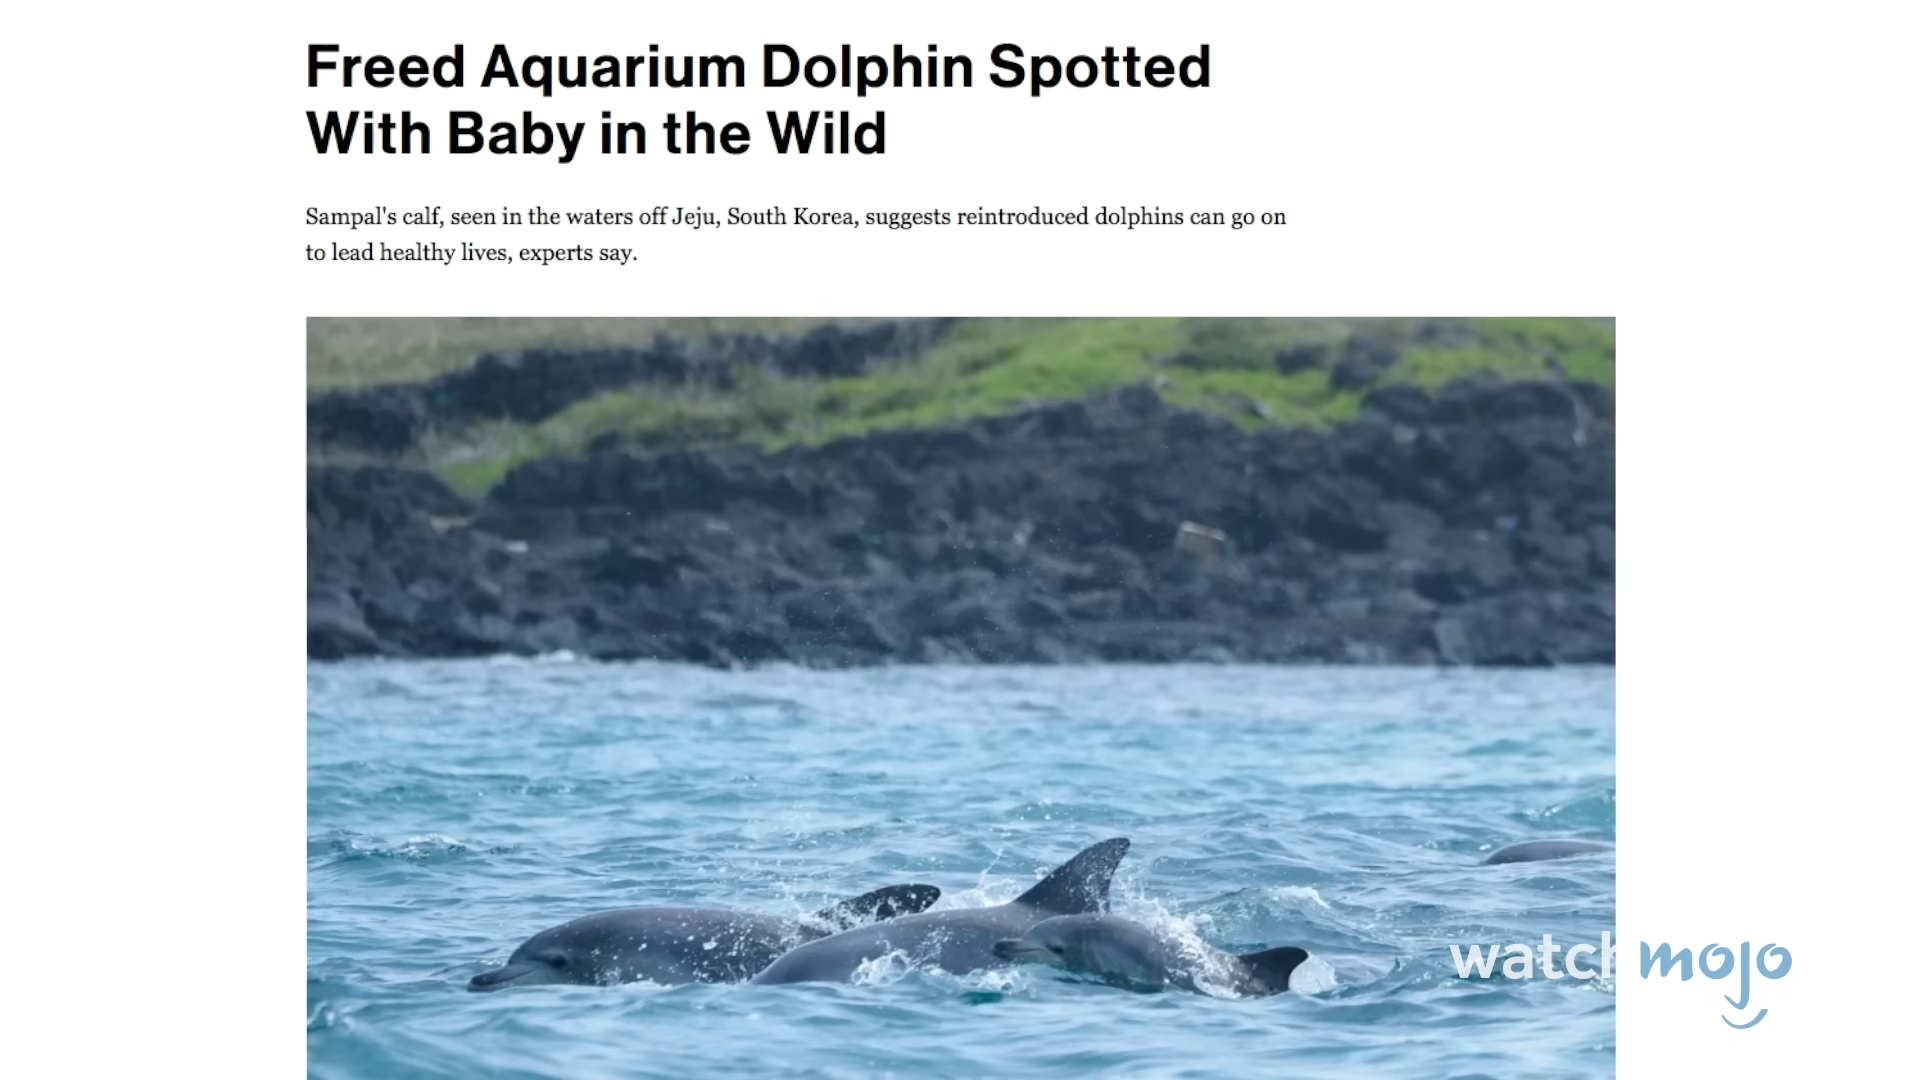 Freed Aquarium Dolphin Spotted
With Baby in the Wild
Sampal's calf, seen in the waters off Jeju, South Korea, suggests reintroduced dolphins can go on
to lead healthy lives, experts say.
watchmojo